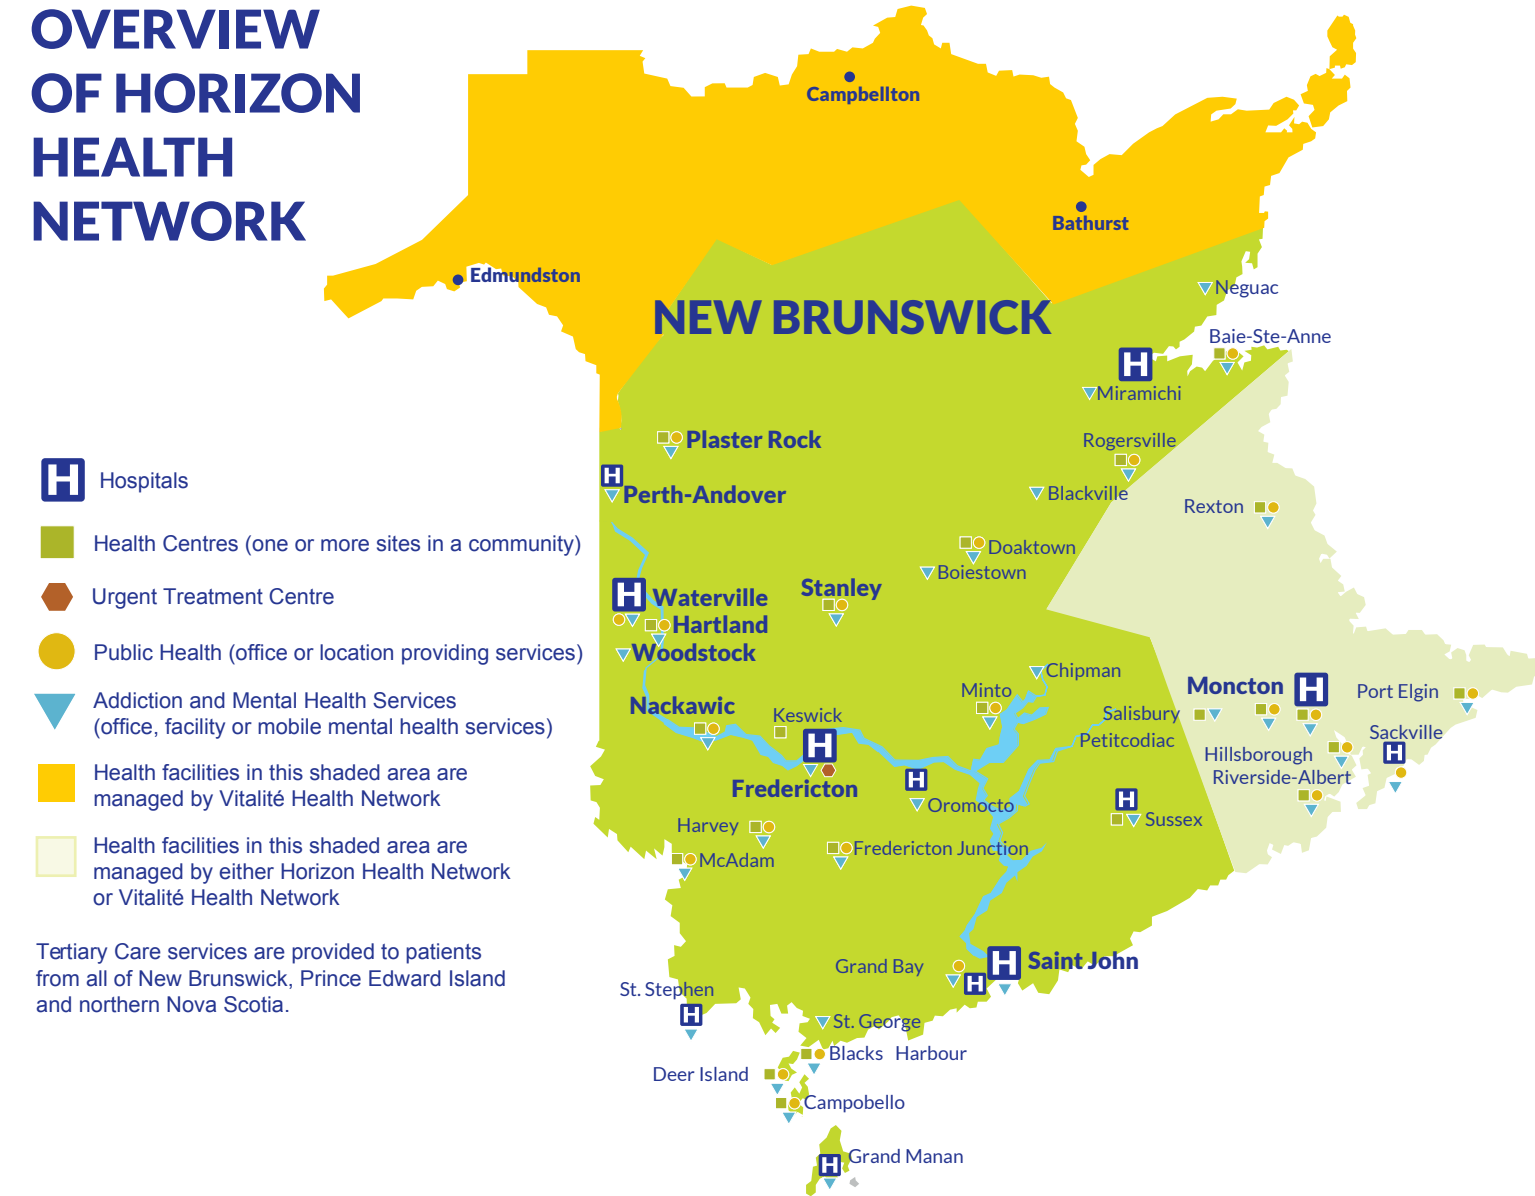 OVERVIEW
OF HORIZON
HEALTH
NETWORK
Campbellton
Bathurst
Edmundston
NEW BRUNSWICK
Neguac
Baie-Ste-Anne
H
Miramichi
Plaster Rock
Rogersville
H
Perth-Andover
Blackville
Rexton
H Hospitals
Health Centres (one or more sites in a community)
Urgent Treatment Centre
Public Health (office or location providing services)
Addiction and Mental Health Services
(office, facility or mobile mental health services)
Health facilities in this shaded area are
managed by Vitalité Health Network
Health facilities in this shaded area are
managed by either Horizon Health Network
or Vitalité Health Network
Tertiary Care services are provided to patients
from all of New Brunswick, Prince Edward Island
and northern Nova Scotia.
Doaktown
Boiestown
Stanley
H Waterville
Hartland
Woodstock
Chipman
Minto
Moncton H
Port Elgin
Nackawic
Keswick
Salisbury
Petitcodiac
Sackville
H
H
Hillsborough
Riverside-Albert
Fredericton
H
Oromocto
H
Sussex
Harvey
Fredericton Junction
McAdam
Grand Bay
H Saint John
H
St. Stephen
H
St. George
Blacks Harbour
Deer Island
Campobello
Grand Manan
H